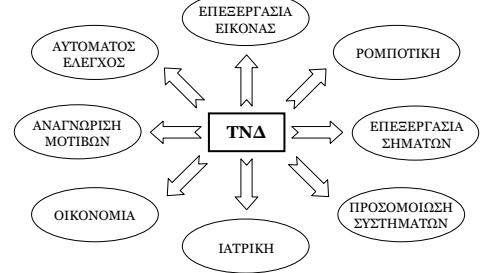 ΕΠΕΞΕΡΓΑΣΙΑ
ΕΙΚΟΝΑΣ
ΑΥΤΟΜΑΤΟΣ
ΕΛΕΓΧΟΣ
ΡΟΜΠΟΤΙΚΗ
ΑΝΑΓΝΩΡΙΣΗ
ΜΟΤΙΒΩΝ
ΤΝΔ
ΕΠΕΞΕΡΓΑΣΙΑ
ΣΗΜΑΤΩΝ
ΟΙΚΟΝΟΜΙΑ
ΠΡΟΣΟΜΟΙΩΣΗ
ΣΥΣΤΗΜΑΤΩΝ
ΙΑΤΡΙΚΗ